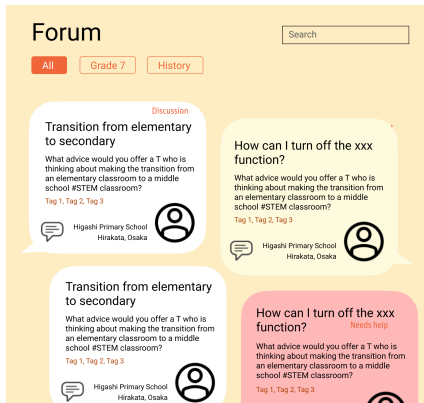 Forum
Search
All
Grade 7
History
Discussion
Transition from elementary
to secondary
What advice would you offer a T who is
thinking about making the transition from
an elementary classroom to a middle
school #STEM classroom?
Tag 1, Tag 2, Tag 3
Higashi Primary School
Hirakata, Osaka
How can I turn off the xxx
function?
What advice would you offer a T who is
thinking about making the transition from
an elementary classroom to a middle
school #STEM classroom?
Tag 1, Tag 2, Tag 3
Higashi Primary School
Hirakata, Osaka
Transition from elementary
to secondary
What advice would you offer a T who is
thinking about making the transition from
an elementary classroom to a middle
school #STEM classroom?
Tag 1, Tag 2, Tag 3
Higashi Primary School
Hirakata, Osaka
How can I turn off the xxx
function?
Needs help
What advice would you offer a T who is
thinking about making the transition from
an elementary classroom to a middle
school #STEM classroom?
Tag 1, Tag 2, Tag 3